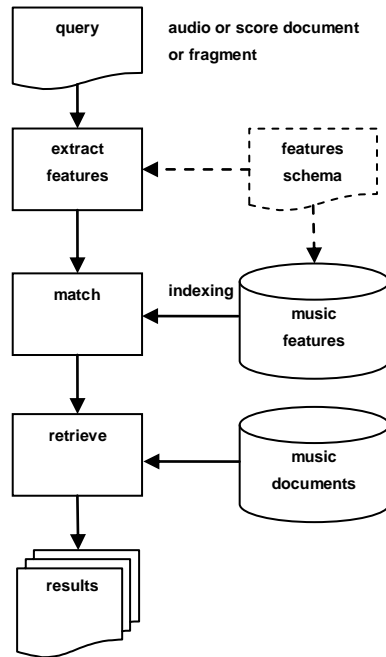 query
audio or score document
or fragment
extract
features
features
schema
match
indexing
music
features
retrieve
music
documents
results